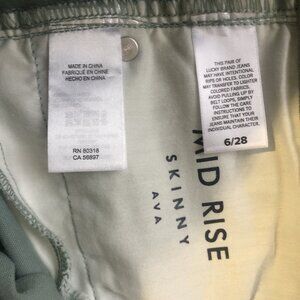 MADE IN CHINA
FABRIQUÉ EN CHINE
HECHO EN CHINA
RN 80318
CA 56897
THIS PAIR OF
LUCKY BRAND JEANS
MAY HAVE INTENTIONAL
RIPS OR HOLES. COLOR
MAY TRANSFER TO LIGHTER
COLORED FABRICS.
AVOID PULLING UP BY
BELT LOOPS, SIMPLY
FOLLOW THE CARE
INSTRUCTIONS TO
ENSURE THAT YOUR
JEANS MAINTAIN THEIR
INDIVIDUAL CHARACTER.
6/28
MID RISE
SKINNY
AVA